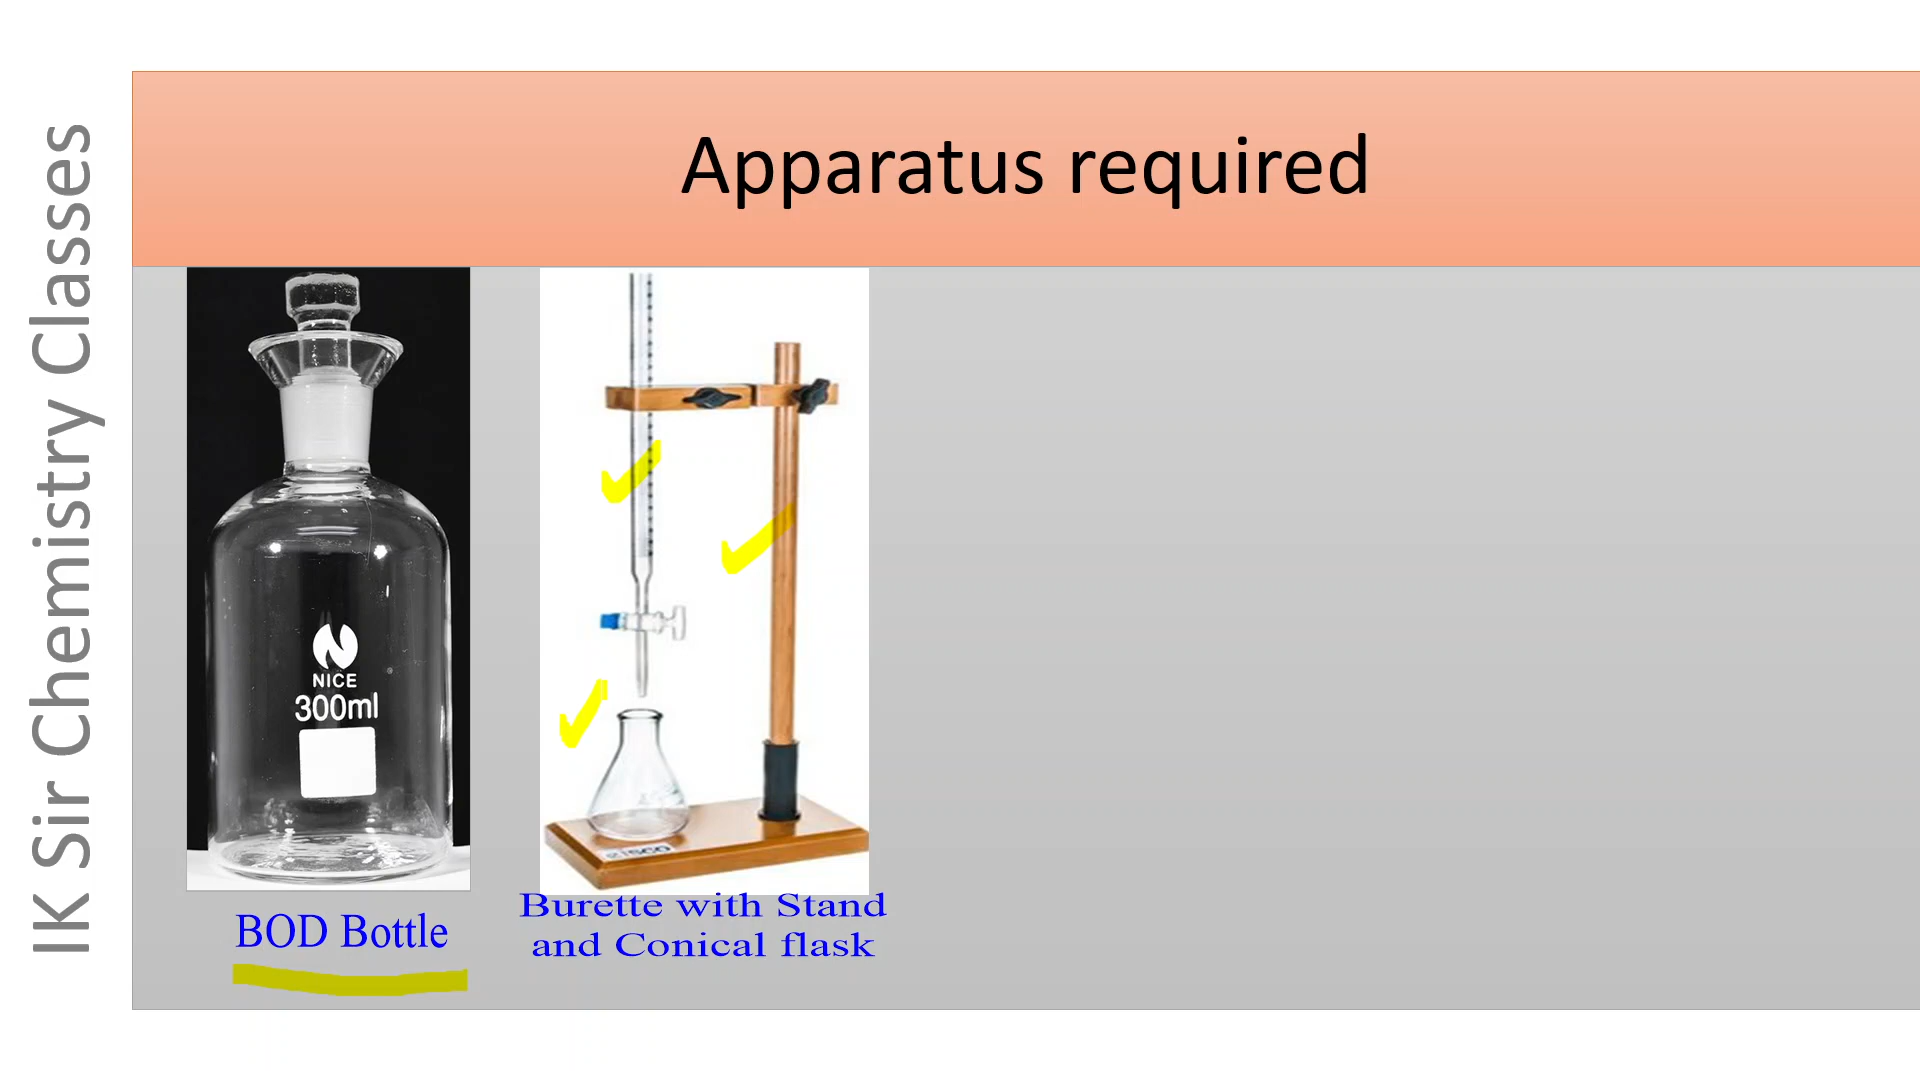 IK Sir Chemistry Classes
Apparatus required
NICE
300ml
BOD Bottle
Burette with Stand
and Conical flask